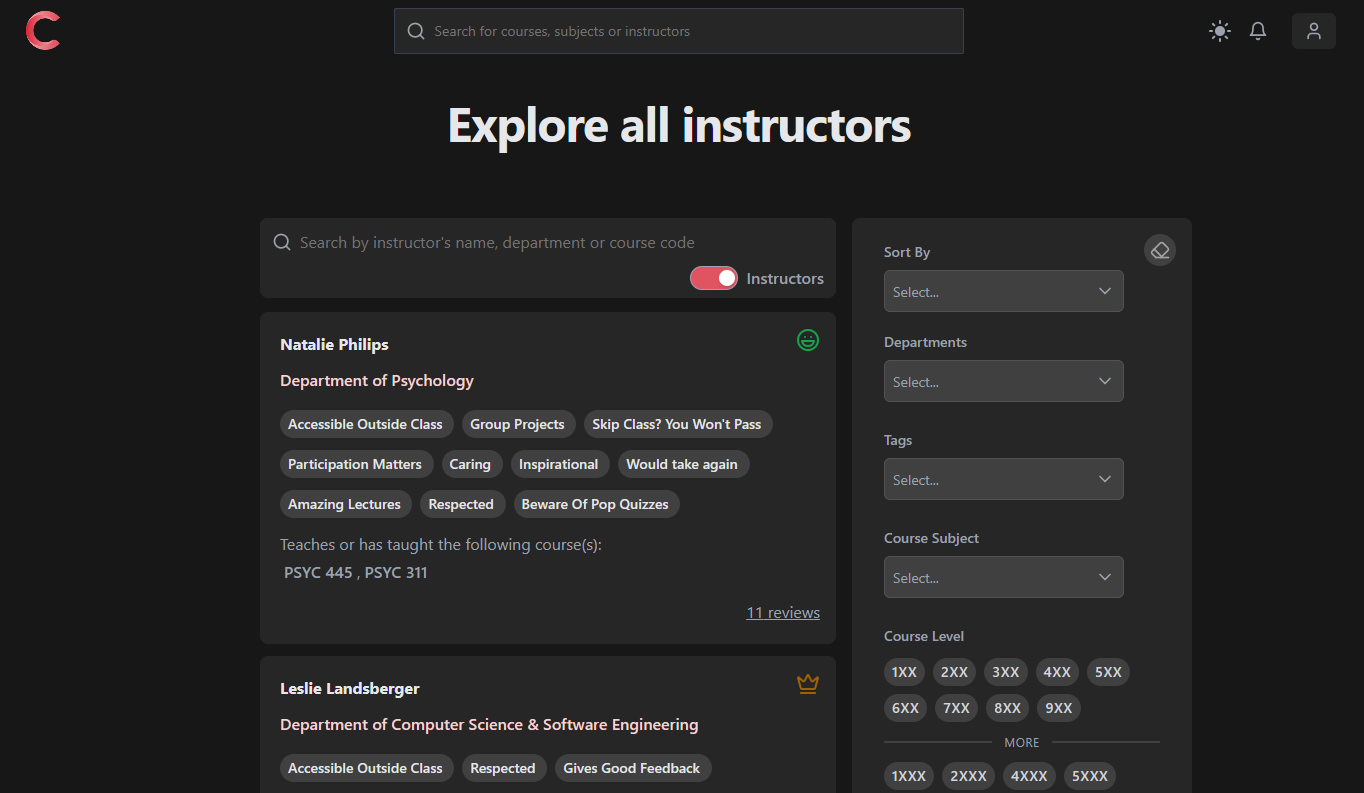 Search for courses, subjects or instructors
Explore all instructors
Search by instructor's name, department or course code
Instructors
Natalie Philips
Department of Psychology
Accessible Outside Class Group Projects Skip Class? You Won't Pass
Participation Matters Caring Inspirational Would take again
Amazing Lectures Respected Beware Of Pop Quizzes
Teaches or has taught the following course(s):
PSYC 445 , PSYC 311
11 reviews
Leslie Landsberger
Department of Computer Science & Software Engineering
Accessible Outside Class Respected Gives Good Feedback
Sort By
Select...
Departments
Select...
Tags
Select...
Course Subject
Select...
Course Level
1XX 2XX 3XX 4XX 5XX
6XX 7XX 8XX 9XX
MORE
1XXX 2XXX 4XXX 5XXX